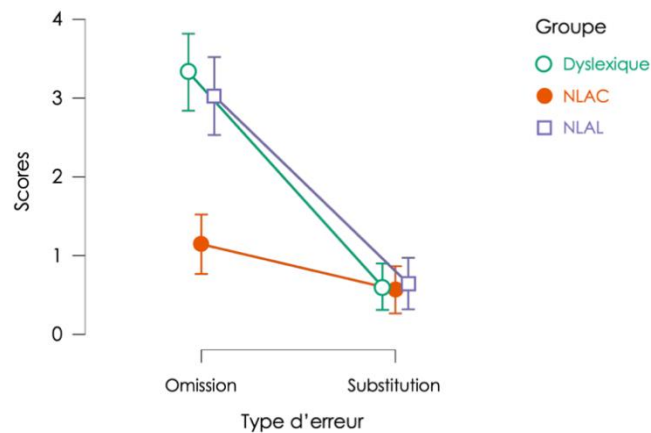 Groupe
Dyslexique
NLAC
NLAL
Scores
4
3
2
1
0
Omission Substitution
Type d'erreur